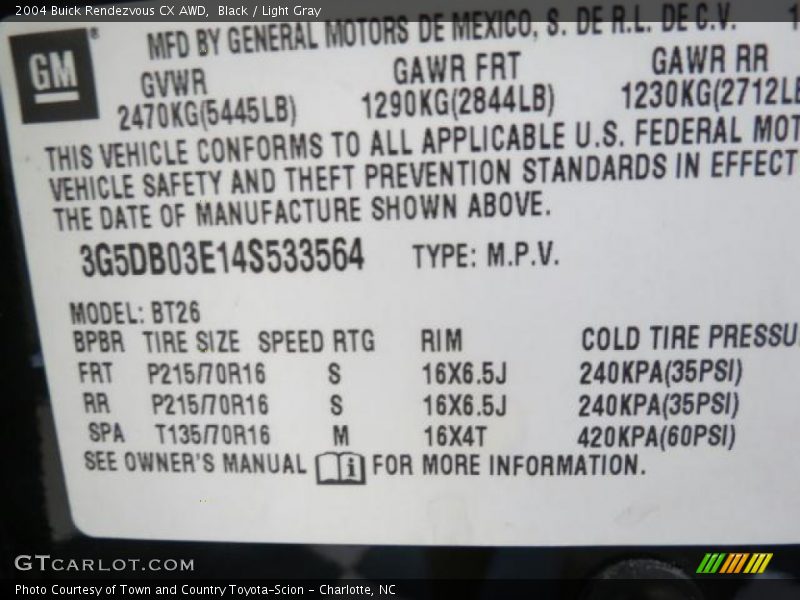 2004 Buick Rendezvous CX AWD,  Black / Light Gray
MFD BY GENERAL MOTORS DE MEXICO, S. DE R.L. DE C.V. 1
GM ®
GVWR GAWR FRT GAWR RR
2470KG(5445LB) 1290KG(2844LB) 1230KG(2712LB
THIS VEHICLE CONFORMS TO ALL APPLICABLE U.S. FEDERAL MOT
VEHICLE SAFETY AND THEFT PREVENTION STANDARDS IN EFFECT
THE DATE OF MANUFACTURE SHOWN ABOVE.
3G5DB03E14S533564 TYPE: M.P.V.
MODEL: BT26
BPBR TIRE SIZE SPEED RTG RIM COLD TIRE PRESSU
FRT P215/70R16 S 16X6.5J 240KPA(35PSI)
RR P215/70R16 S 16X6.5J 240KPA(35PSI)
SPA T135/70R16 M 16X4T 420KPA(60PSI)
SEE OWNER'S MANUAL i FOR MORE INFORMATION.
GTCARLOT.COM
Photo Courtesy of Town and Country Toyota-Scion - Charlotte, NC